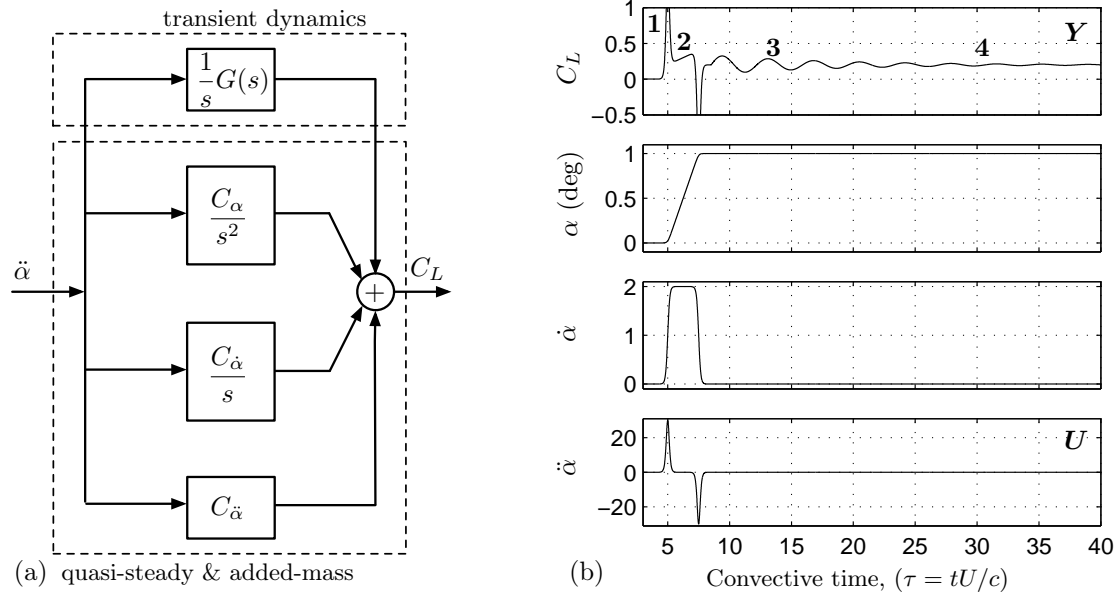 transient dynamics
1/s G(s)
C_α / s²
C_α̇ / s
C_α̈
α̈
C_L
+
(a) quasi-steady & added-mass
C_L
1
0.5
0
−0.5
1
2
3
4
Y
α (deg)
1
0.5
0
α̇
2
1
0
α̈
20
0
−20
U
5 10 15 20 25 30 35 40
(b) Convective time, (τ = tU/c)